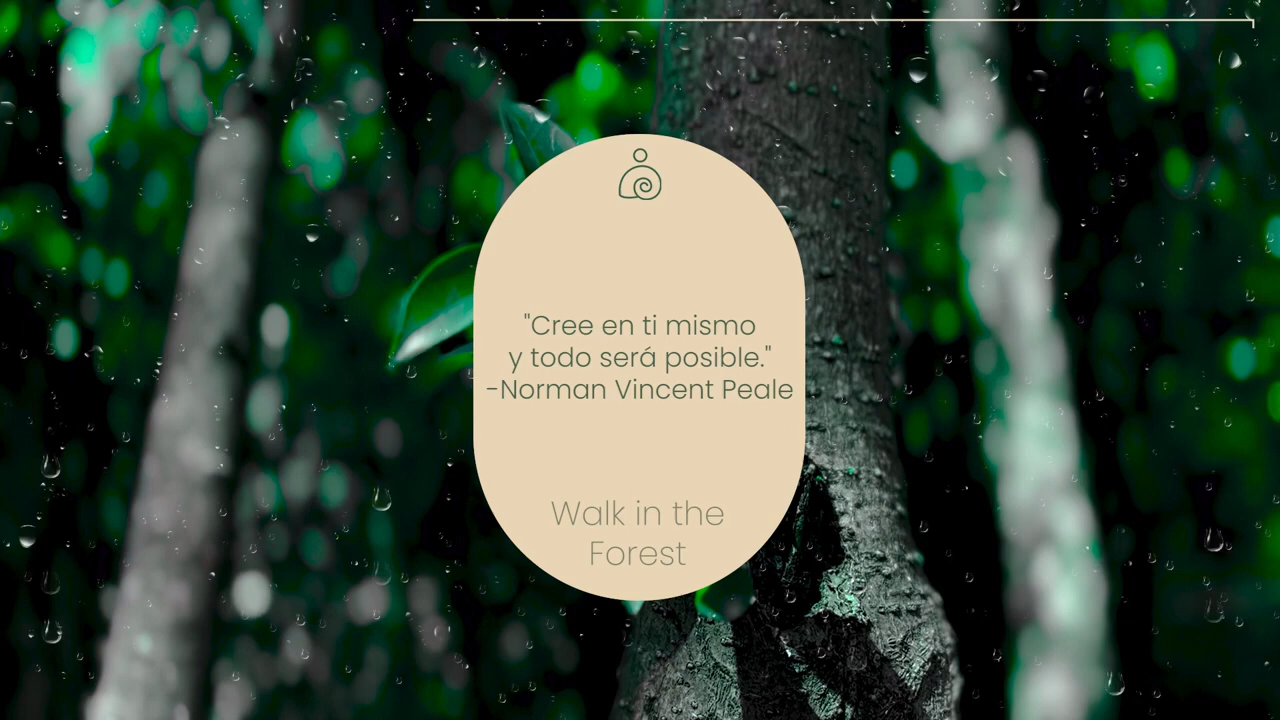 "Cree en ti mismo
y todo será posible."
-Norman Vincent Peale
Walk in the
Forest